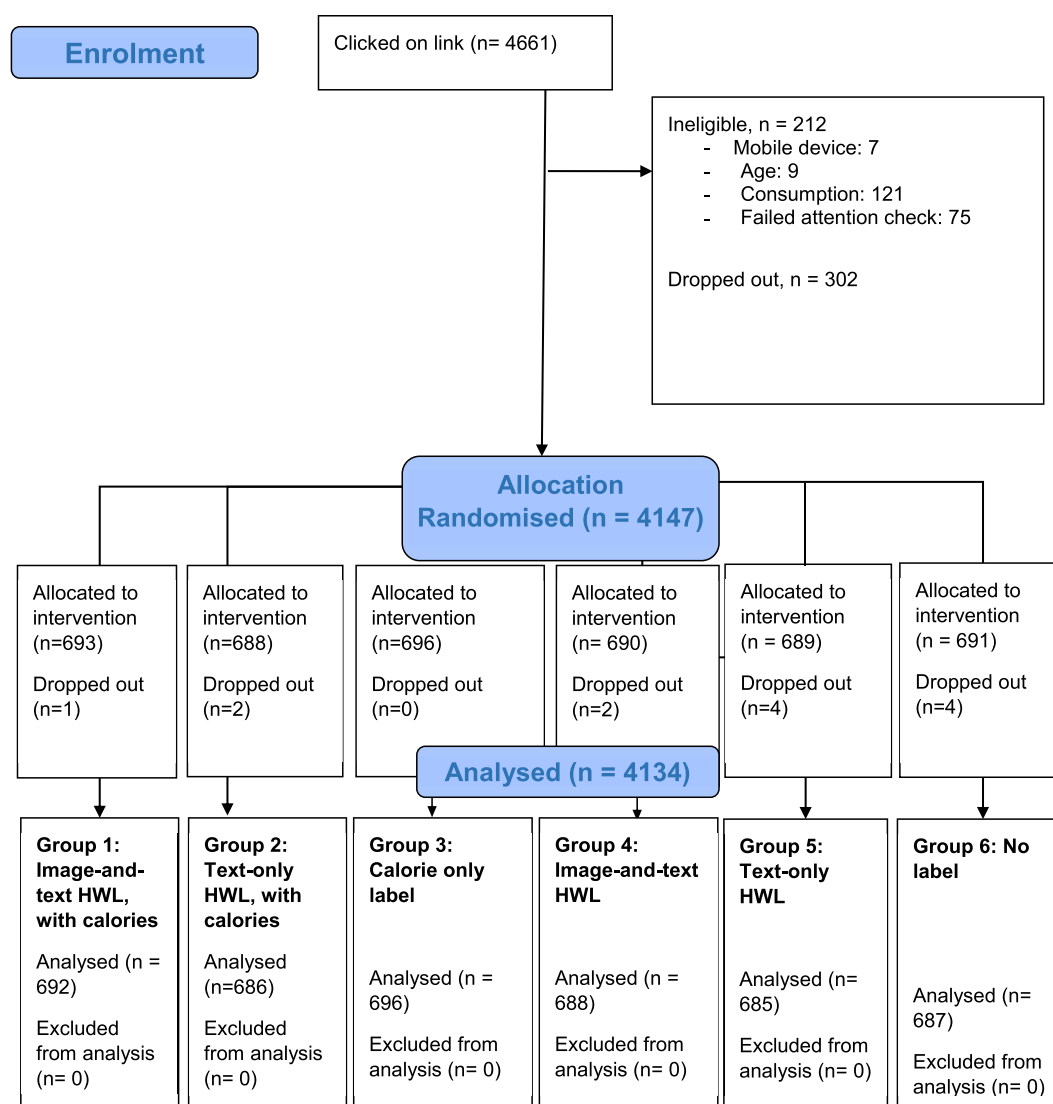 Enrolment
Clicked on link (n= 4661)
Ineligible, n = 212
- Mobile device: 7
- Age: 9
- Consumption: 121
- Failed attention check: 75
Dropped out, n = 302
Allocation
Randomised (n = 4147)
Allocated to
intervention
(n=693)
Dropped out
(n=1)
Allocated to
intervention
(n=688)
Dropped out
(n=2)
Allocated to
intervention
(n=696)
Dropped out
(n=0)
Allocated to
intervention
(n= 690)
Dropped out
(n=2)
Allocated to
intervention
(n = 689)
Dropped out
(n=4)
Allocated to
intervention
(n = 691)
Dropped out
(n=4)
Analysed (n = 4134)
Group 1:
Image-and-
text HWL,
with calories
Analysed (n =
692)
Excluded
from analysis
(n= 0)
Group 2:
Text-only
HWL, with
calories
Analysed
(n=686)
Excluded
from analysis
(n= 0)
Group 3:
Calorie only
label
Analysed (n =
696)
Excluded from
analysis (n= 0)
Group 4:
Image-and-text
HWL
Analysed (n =
688)
Excluded from
analysis (n= 0)
Group 5:
Text-only
HWL
Analysed (n=
685)
Excluded from
analysis (n= 0)
Group 6: No
label
Analysed (n=
687)
Excluded from
analysis (n= 0)